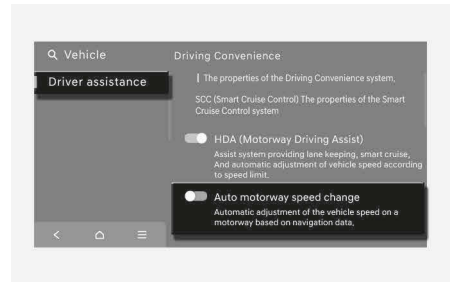 Vehicle
Driver assistance
Driving Convenience
The properties of the Driving Convenience system,
SCC (Smart Cruise Control) The properties of the Smart
Cruise Control system
HDA (Motorway Driving Assist)
Assist system providing lane keeping, smart cruise,
And automatic adjustment of vehicle speed according
to speed limit.
Auto motorway speed change
Automatic adjustment of the vehicle speed on a
motorway based on navigation data,